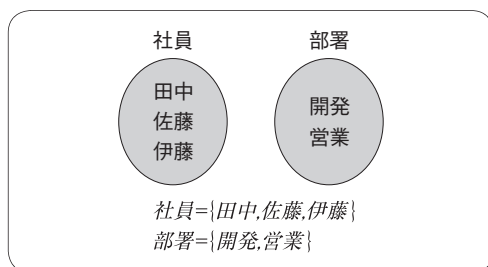 社員 部署
田中
佐藤
伊藤
開発
営業
社員={田中,佐藤,伊藤}
部署={開発,営業}